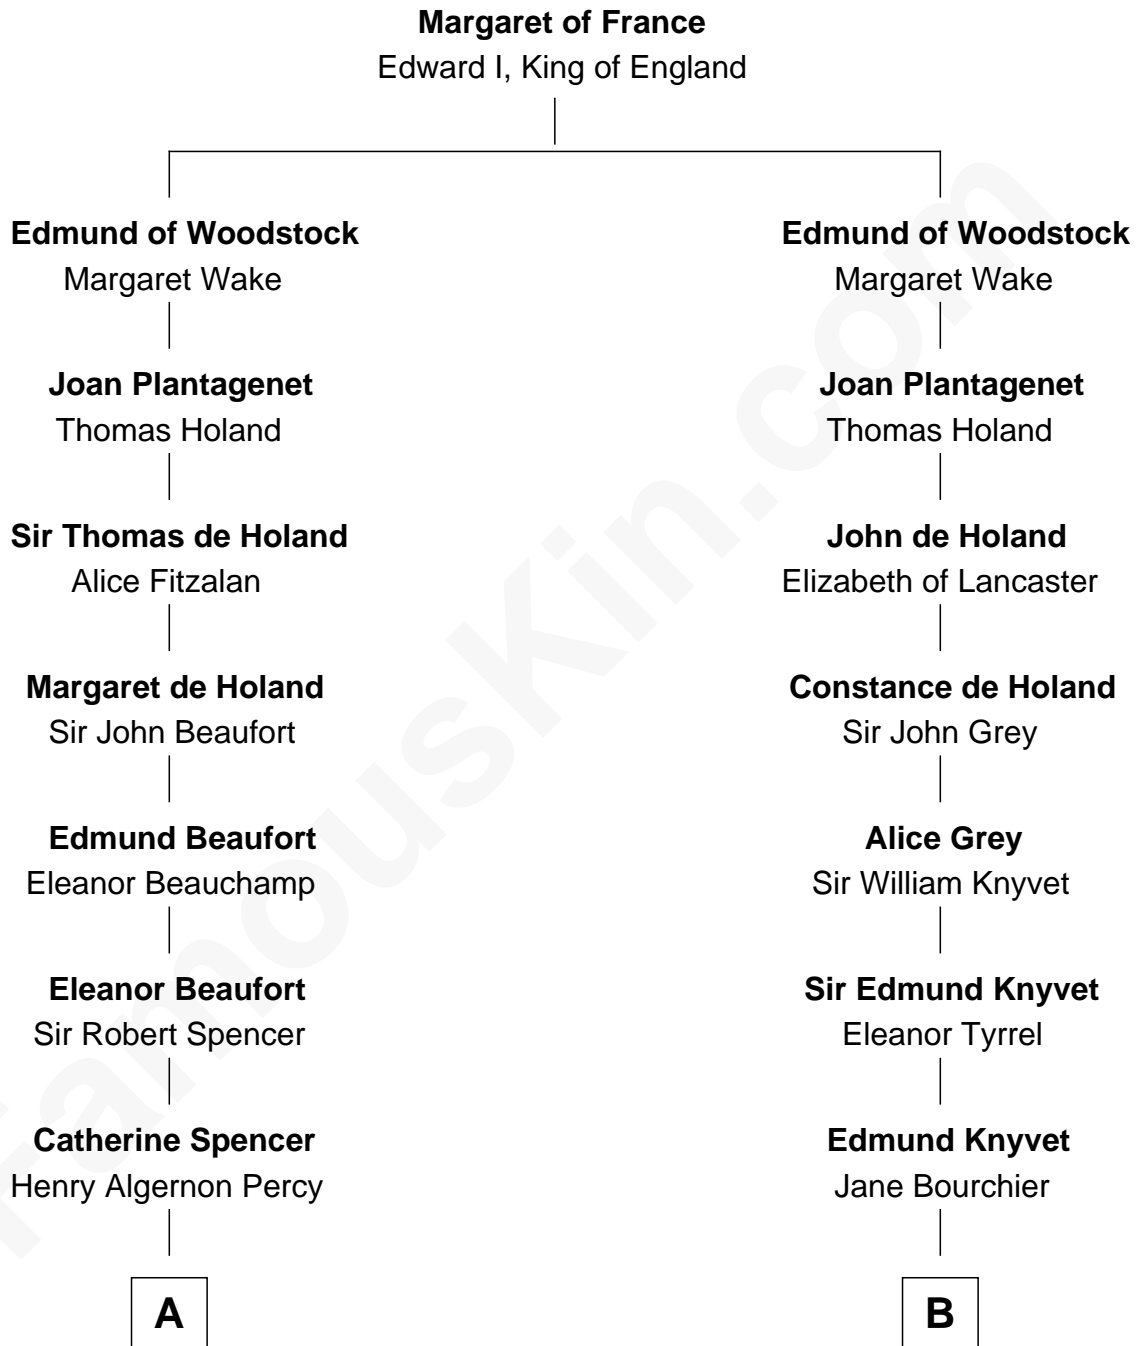 Margaret of France
Edward I, King of England
Edmund of Woodstock
Margaret Wake
Edmund of Woodstock
Margaret Wake
Joan Plantagenet
Thomas Holand
Joan Plantagenet
Thomas Holand
Sir Thomas de Holand
Alice Fitzalan
John de Holand
Elizabeth of Lancaster
Margaret de Holand
Sir John Beaufort
Constance de Holand
Sir John Grey
Edmund Beaufort
Eleanor Beauchamp
Alice Grey
Sir William Knyvet
Eleanor Beaufort
Sir Robert Spencer
Sir Edmund Knyvet
Eleanor Tyrrel
Catherine Spencer
Henry Algernon Percy
Edmund Knyvet
Jane Bourchier
A
B
FamousKin.com